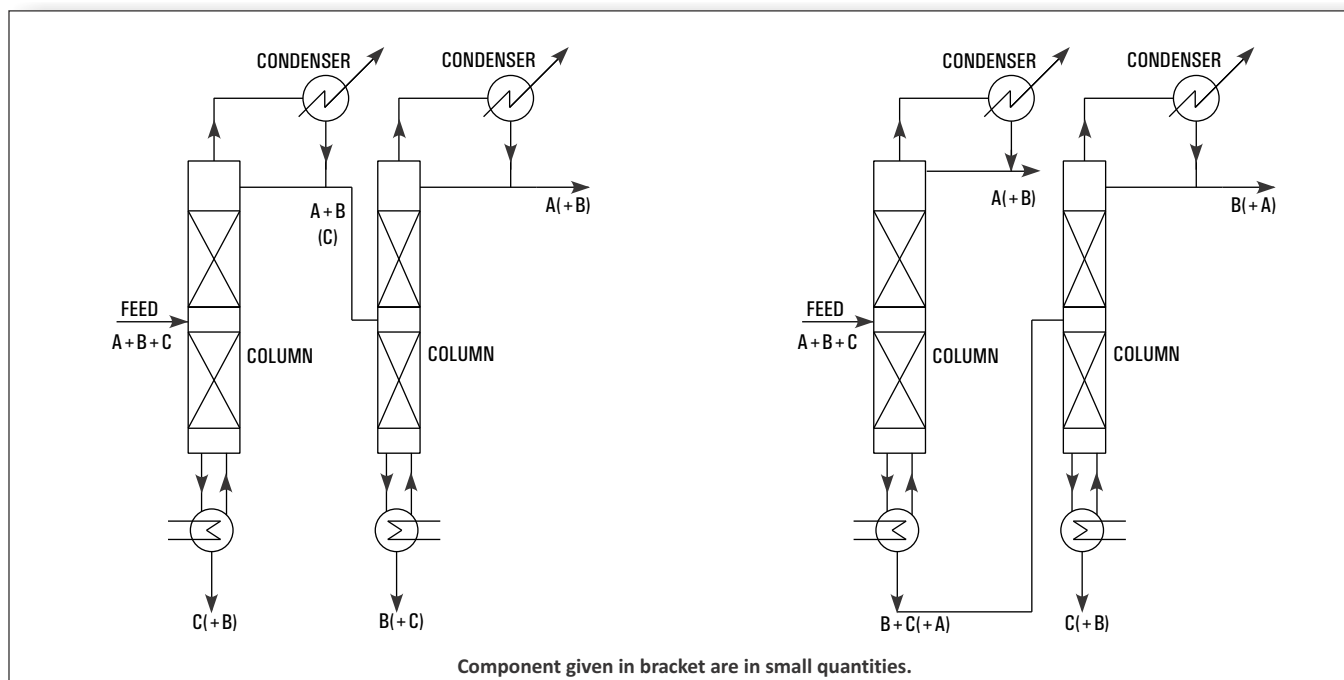 CONDENSER
CONDENSER
A+B
(C)
A(+B)
FEED
A+B+C
COLUMN
COLUMN
C(+B)
B(+C)
CONDENSER
CONDENSER
A(+B)
B(+A)
FEED
A+B+C
COLUMN
COLUMN
B+C(+A)
C(+B)
Component given in bracket are in small quantities.